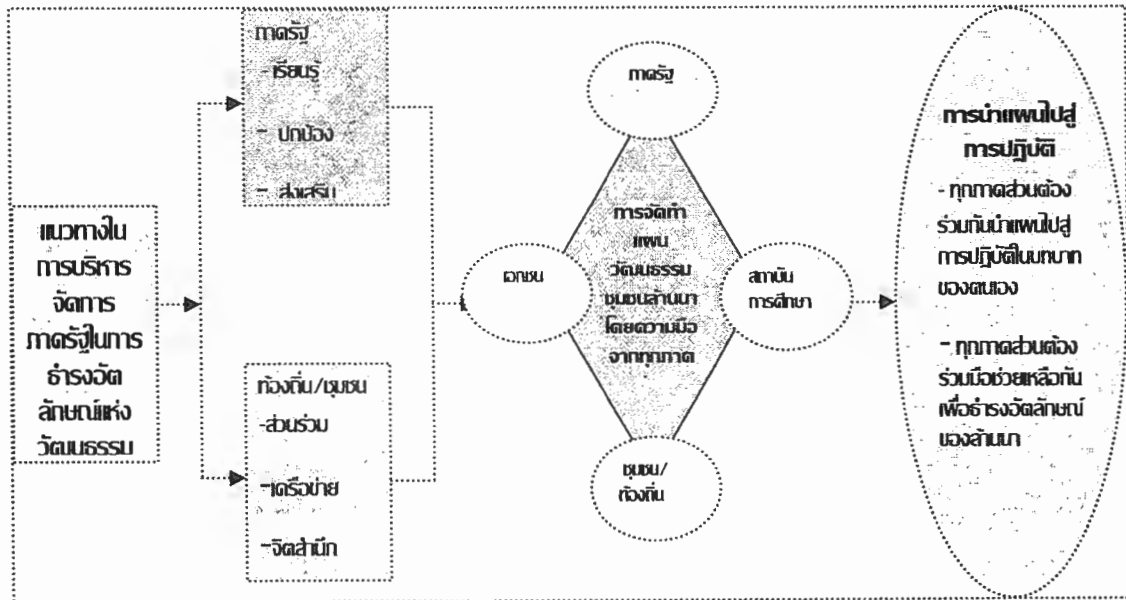 แนวทางใน
การบริหาร
จัดการ
ภาครัฐในการ
ธำรงอัต
ลักษณ์แห่ง
วัฒนธรรม
ภาครัฐ
-เรียนรู้
- ปกป้อง
- ส่งเสริม
ท้องถิ่น/ชุมชน
-ส่วนร่วม
-เครือข่าย
-จิตสำนึก
ภาครัฐ
เอกชน
การจัดทำ
แผน
วัฒนธรรม
ชุมชนล้านนา
โดยความมือ
จากทุกภาค
สถาบัน
การศึกษา
ชุมชน/
ท้องถิ่น
การนำแผนไปสู่
การปฏิบัติ
- ทุกภาคส่วนต้อง
ร่วมกันนำแผนไปสู่
การปฏิบัติในบทบาท
ของตนเอง
- ทุกภาคส่วนต้อง
ร่วมมือช่วยเหลือกัน
เพื่อธำรงอัตลักษณ์
ของล้านนา